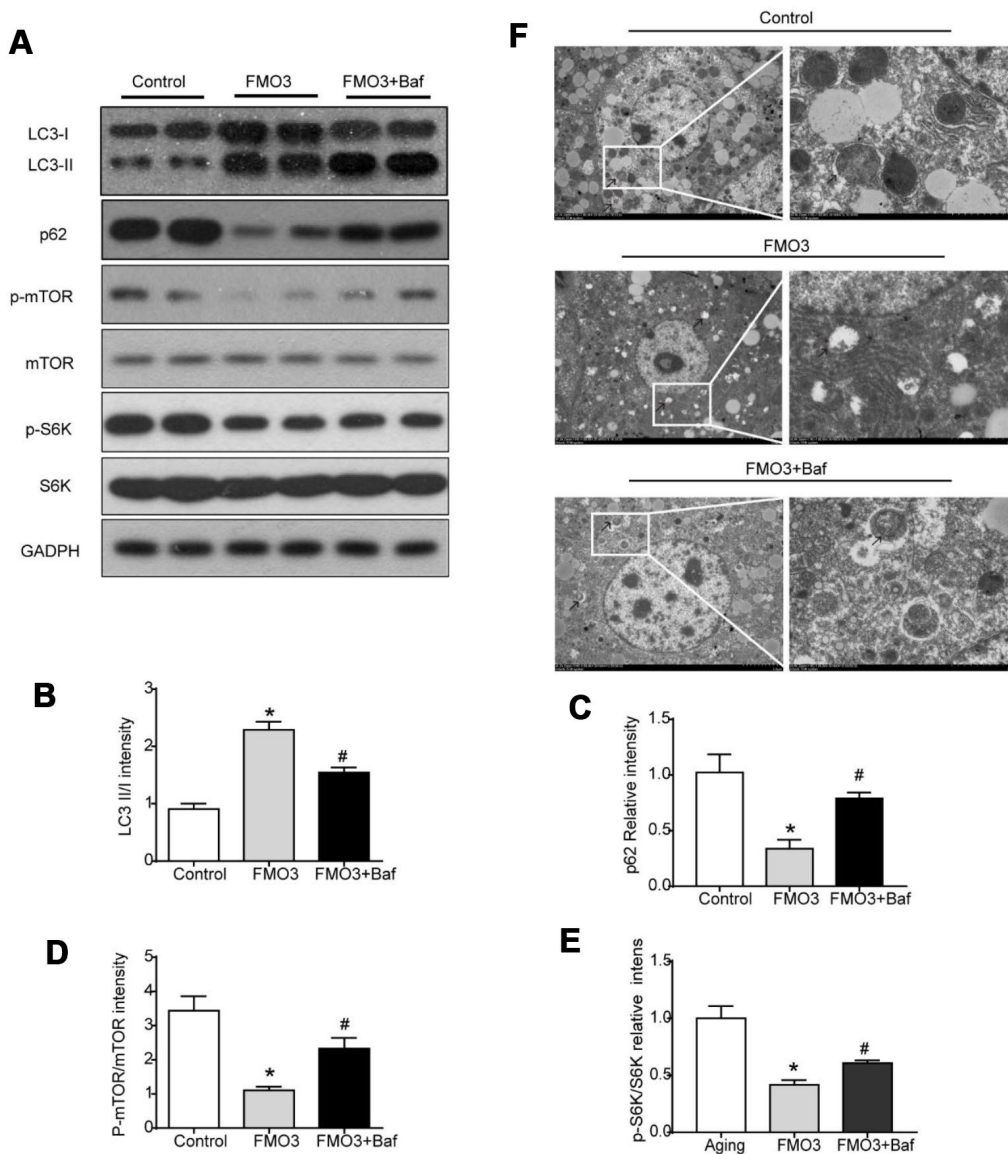 A
Control FMO3 FMO3+Baf
LC3-I
LC3-II
p62
p-mTOR
mTOR
p-S6K
S6K
GADPH
F
Control
FMO3
FMO3+Baf
B
LC3 II/I intensity
3
2
1
0
*
#
Control FMO3 FMO3+Baf
C
p62 Relative intensity
1.5
1.0
0.5
0.0
*
#
Control FMO3 FMO3+Baf
D
P-mTOR/mTOR intensity
5
4
3
2
1
0
*
#
Control FMO3 FMO3+Baf
E
p-S6K/S6K relative intens
1.5
1.0
0.5
0.0
*
#
Aging FMO3 FMO3+Baf